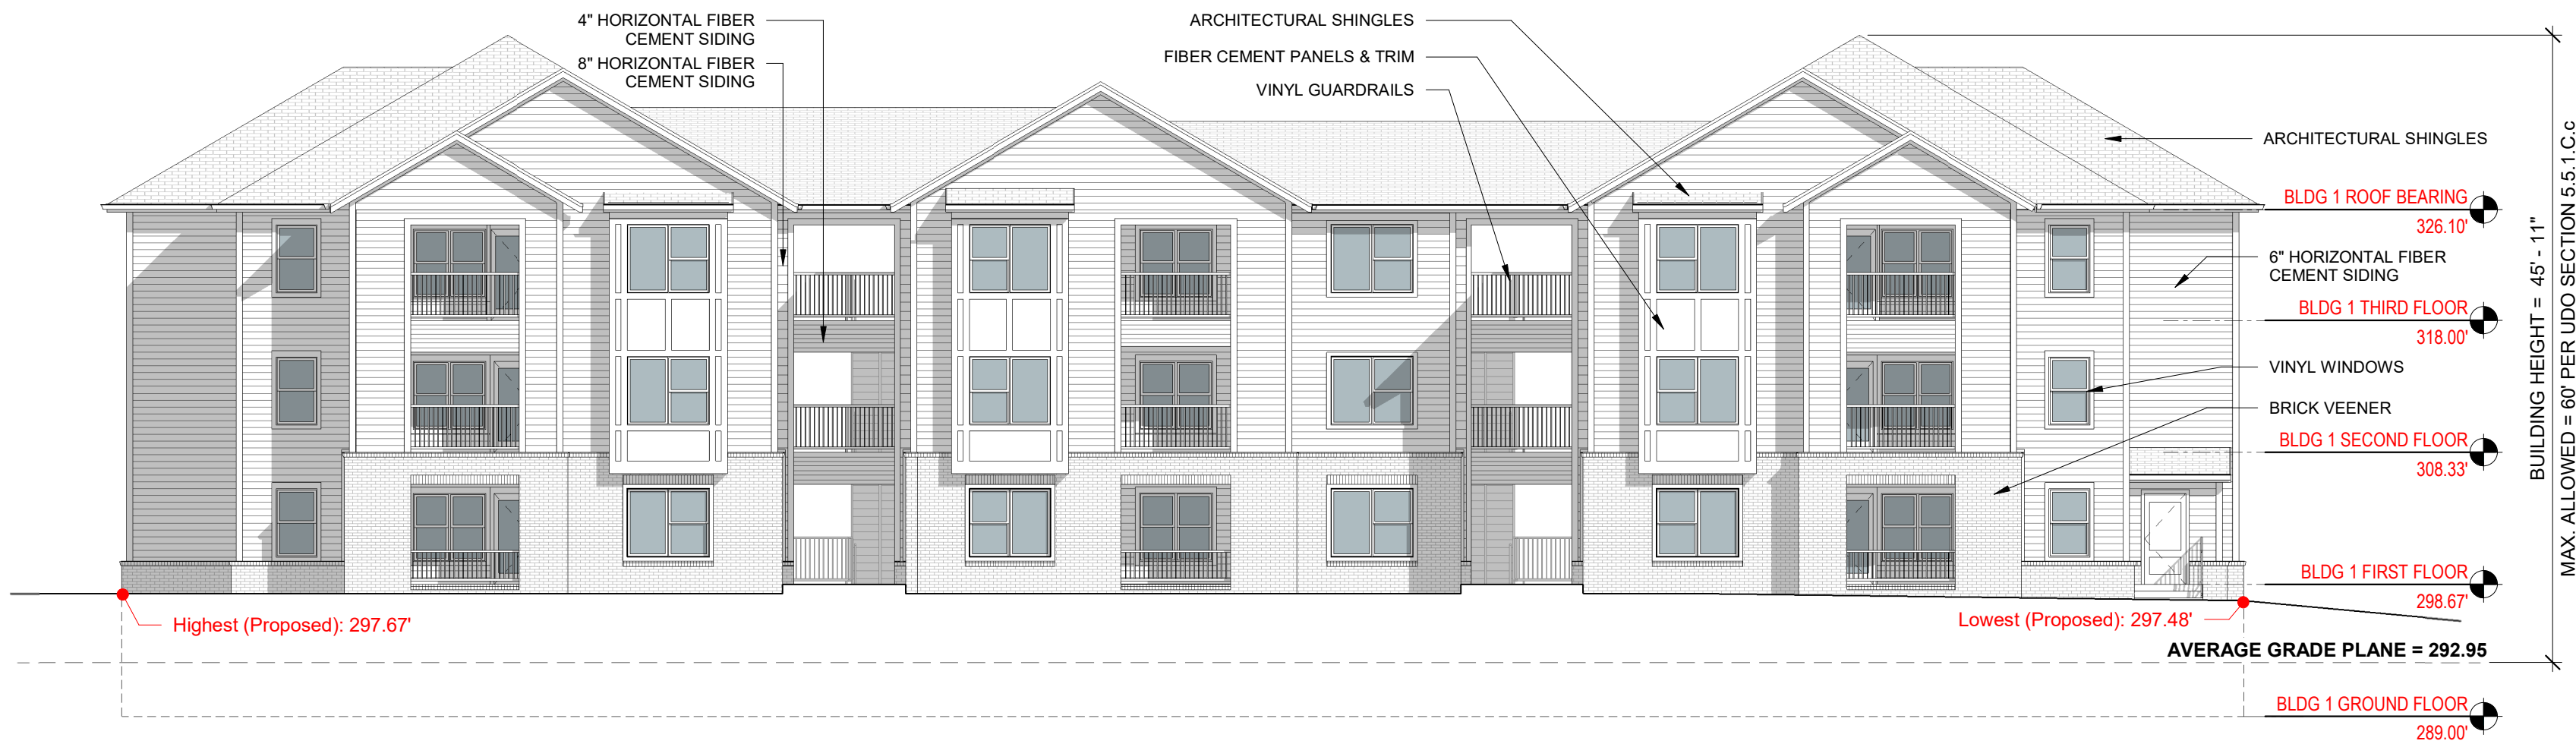 4" HORIZONTAL FIBER
CEMENT SIDING
8" HORIZONTAL FIBER
CEMENT SIDING
ARCHITECTURAL SHINGLES
FIBER CEMENT PANELS & TRIM
VINYL GUARDRAILS
ARCHITECTURAL SHINGLES
BLDG 1 ROOF BEARING
326.10'
6" HORIZONTAL FIBER
CEMENT SIDING
BLDG 1 THIRD FLOOR
318.00'
VINYL WINDOWS
BRICK VEENER
BLDG 1 SECOND FLOOR
308.33'
BLDG 1 FIRST FLOOR
298.67'
Highest (Proposed): 297.67'
Lowest (Proposed): 297.48'
AVERAGE GRADE PLANE = 292.95
BLDG 1 GROUND FLOOR
289.00'
BUILDING HEIGHT = 45' - 11"
MAX. ALLOWED = 60' PER UDO SECTION 5.5.1.C.c